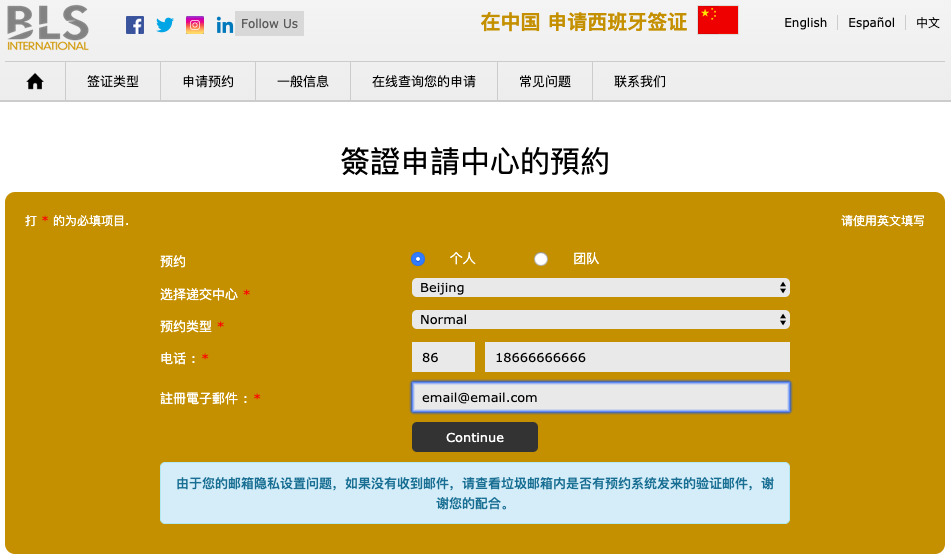 BLS
INTERNATIONAL
Follow Us
在中国 申请西班牙签证
English Español 中文
签证类型 申请预约 一般信息 在线查询您的申请 常见问题 联系我们
簽證申請中心的預約
打 * 的为必填项目.
请使用英文填写
预约 个人 团队
选择递交中心 * Beijing
预约类型 * Normal
电话：* 86 18666666666
註冊電子郵件：* email@email.com
Continue
由于您的邮箱隐私设置问题，如果没有收到邮件，请查看垃圾邮箱内是否有预约系统发来的验证邮件，谢
谢您的配合。